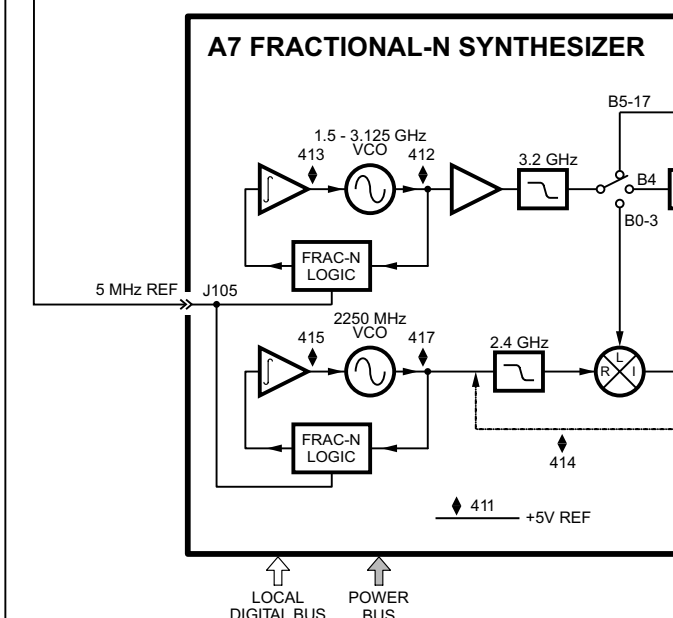 A7 FRACTIONAL-N SYNTHESIZER
B5-17
1.5 - 3.125 GHz
VCO
413
412
3.2 GHz
B4
B0-3
FRAC-N
LOGIC
5 MHz REF
J105
2250 MHz
VCO
415
417
2.4 GHz
L
R
I
FRAC-N
LOGIC
414
411
+5V REF
LOCAL
DIGITAL BUS
POWER
BUS